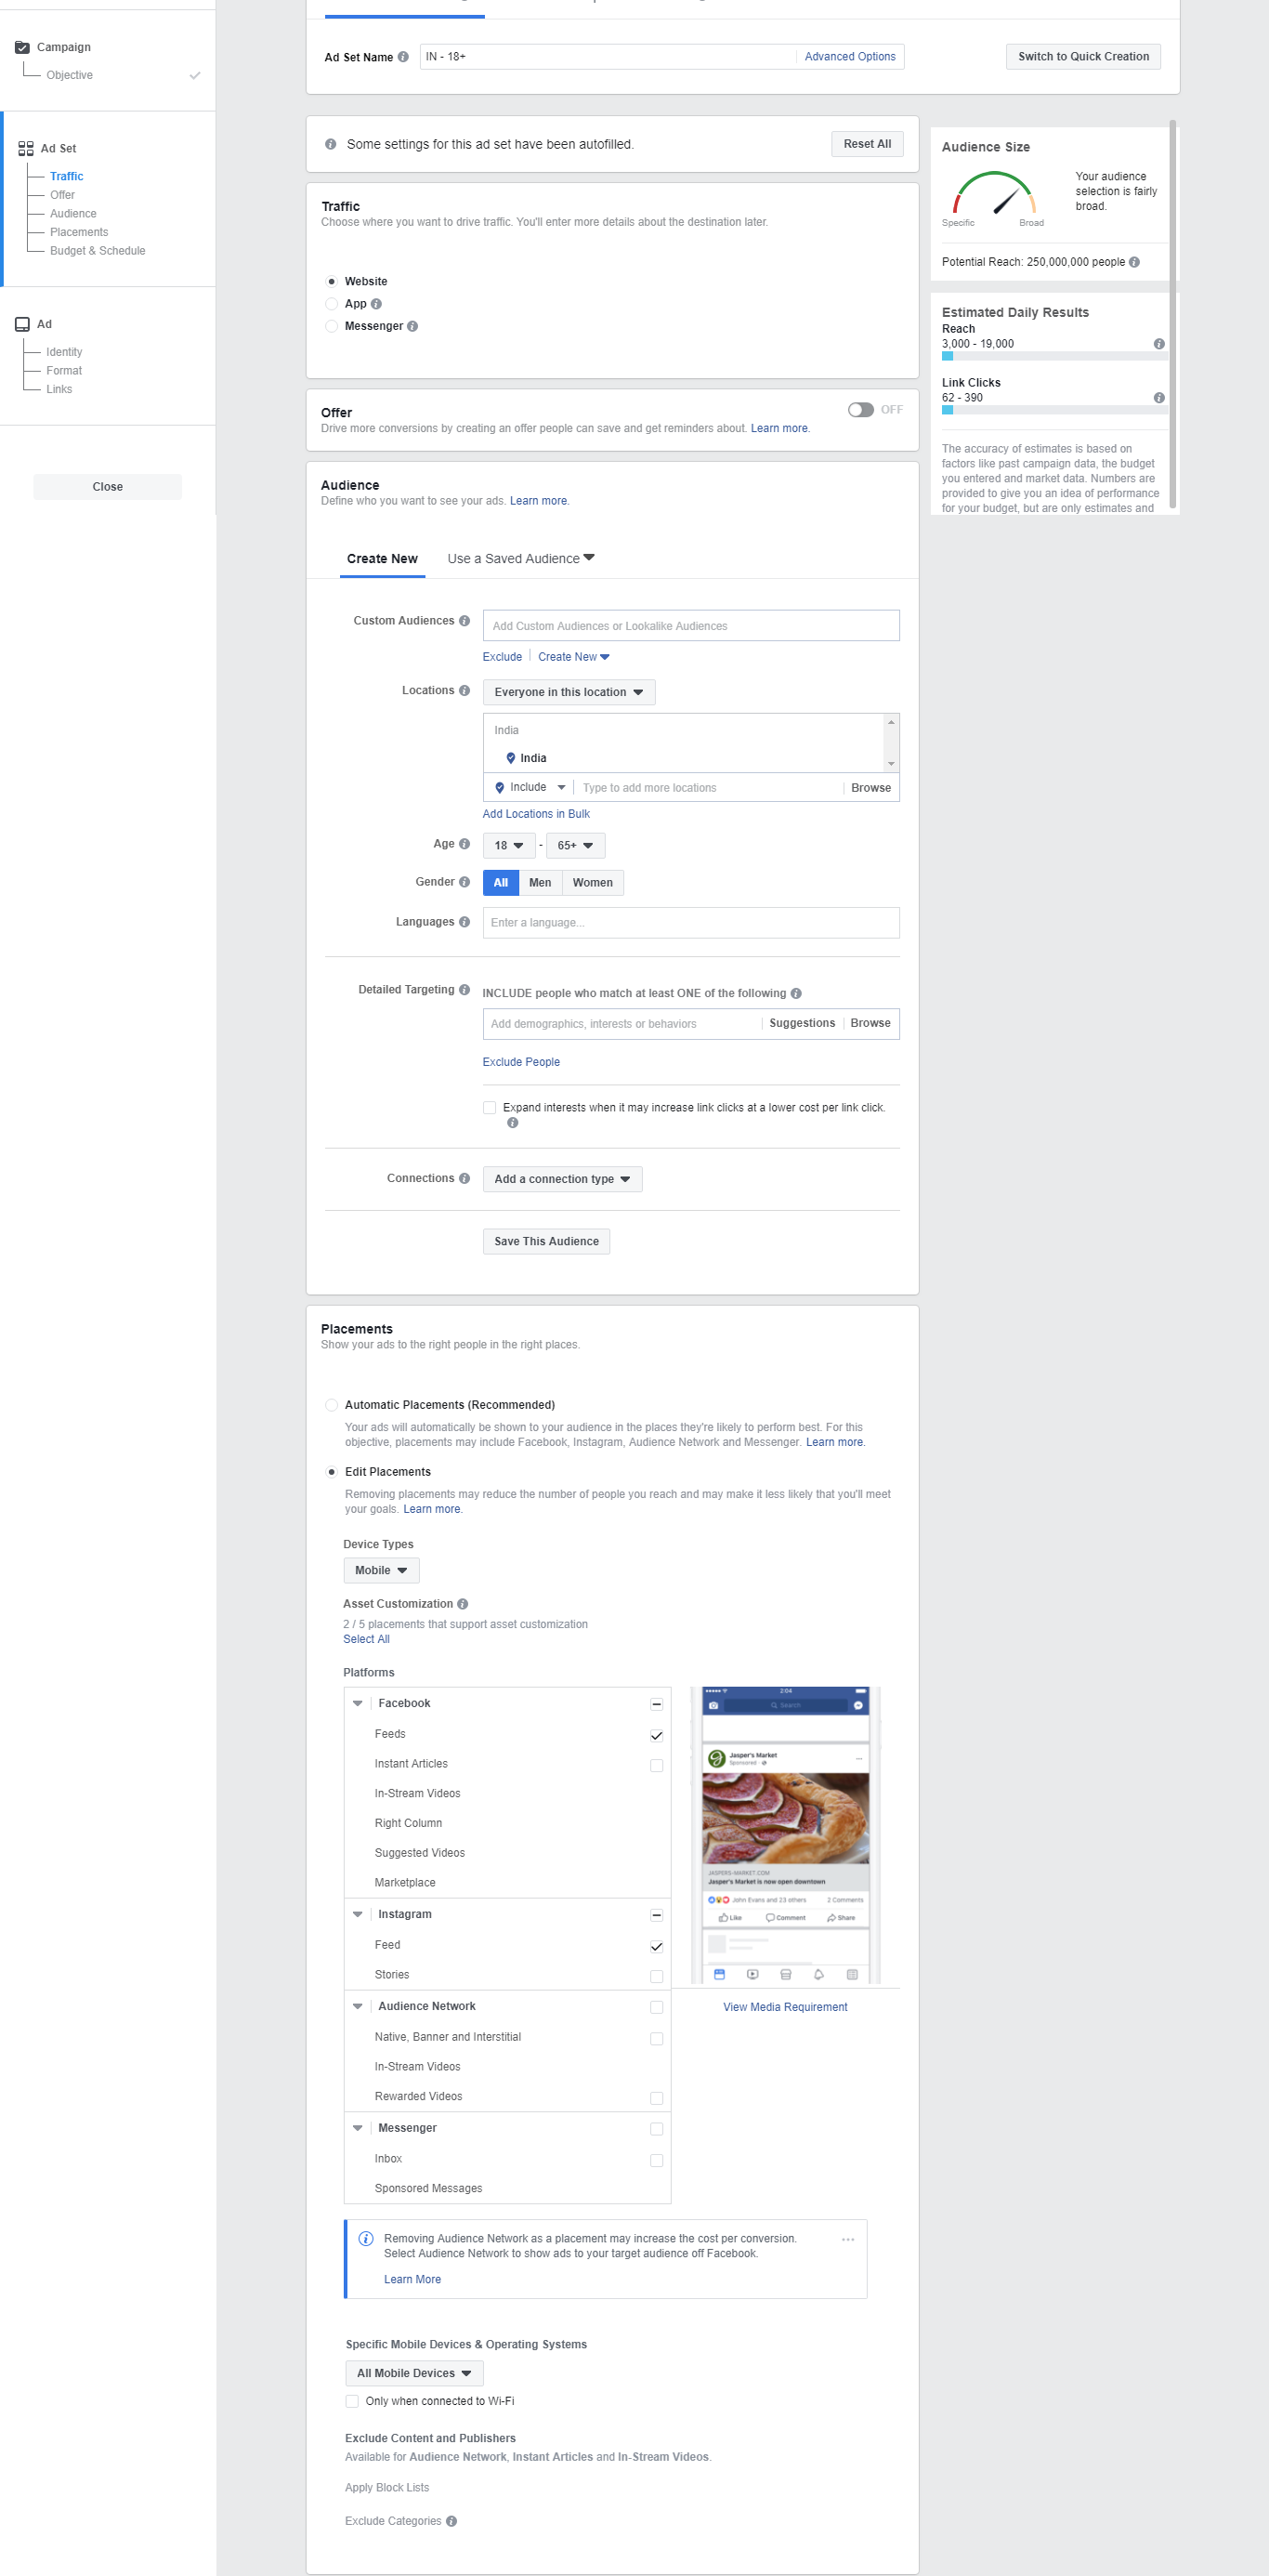 Campaign
Objective
Ad Set
Traffic
Offer
Audience
Placements
Budget & Schedule
Ad
Identity
Format
Links
Close
Ad Set Name
IN - 18+
Advanced Options
Switch to Quick Creation
Some settings for this ad set have been autofilled.
Reset All
Traffic
Choose where you want to drive traffic. You'll enter more details about the destination later.
Website
App
Messenger
Offer
OFF
Drive more conversions by creating an offer people can save and get reminders about. Learn more.
Audience
Define who you want to see your ads. Learn more.
Create New
Use a Saved Audience
Custom Audiences
Add Custom Audiences or Lookalike Audiences
Exclude
Create New
Locations
Everyone in this location
India
India
Include
Type to add more locations
Browse
Add Locations in Bulk
Age
18 - 65+
Gender
All
Men
Women
Languages
Enter a language...
Detailed Targeting
INCLUDE people who match at least ONE of the following
Add demographics, interests or behaviors
Suggestions
Browse
Exclude People
Expand interests when it may increase link clicks at a lower cost per link click.
Connections
Add a connection type
Save This Audience
Placements
Show your ads to the right people in the right places.
Automatic Placements (Recommended)
Your ads will automatically be shown to your audience in the places they're likely to perform best. For this
objective, placements may include Facebook, Instagram, Audience Network and Messenger. Learn more.
Edit Placements
Removing placements may reduce the number of people you reach and may make it less likely that you'll meet
your goals. Learn more.
Device Types
Mobile
Asset Customization
2 / 5 placements that support asset customization
Select All
Platforms
Facebook
Feeds
Instant Articles
In-Stream Videos
Right Column
Suggested Videos
Marketplace
Instagram
Feed
Stories
Audience Network
Native, Banner and Interstitial
In-Stream Videos
Rewarded Videos
Messenger
Inbox
Sponsored Messages
2:04
Search
Jasper's Market
Sponsored
JASPERS-MARKET.COM
Jasper's Market is now open downtown
John Evans and 23 others
2 Comments
Like
Comment
Share
View Media Requirement
Removing Audience Network as a placement may increase the cost per conversion.
Select Audience Network to show ads to your target audience off Facebook.
Learn More
Specific Mobile Devices & Operating Systems
All Mobile Devices
Only when connected to Wi-Fi
Exclude Content and Publishers
Available for Audience Network, Instant Articles and In-Stream Videos.
Apply Block Lists
Exclude Categories
Audience Size
Your audience
selection is fairly
broad.
Specific
Broad
Potential Reach: 250,000,000 people
Estimated Daily Results
Reach
3,000 - 19,000
Link Clicks
62 - 390
The accuracy of estimates is based on
factors like past campaign data, the budget
you entered and market data. Numbers are
provided to give you an idea of performance
for your budget, but are only estimates and